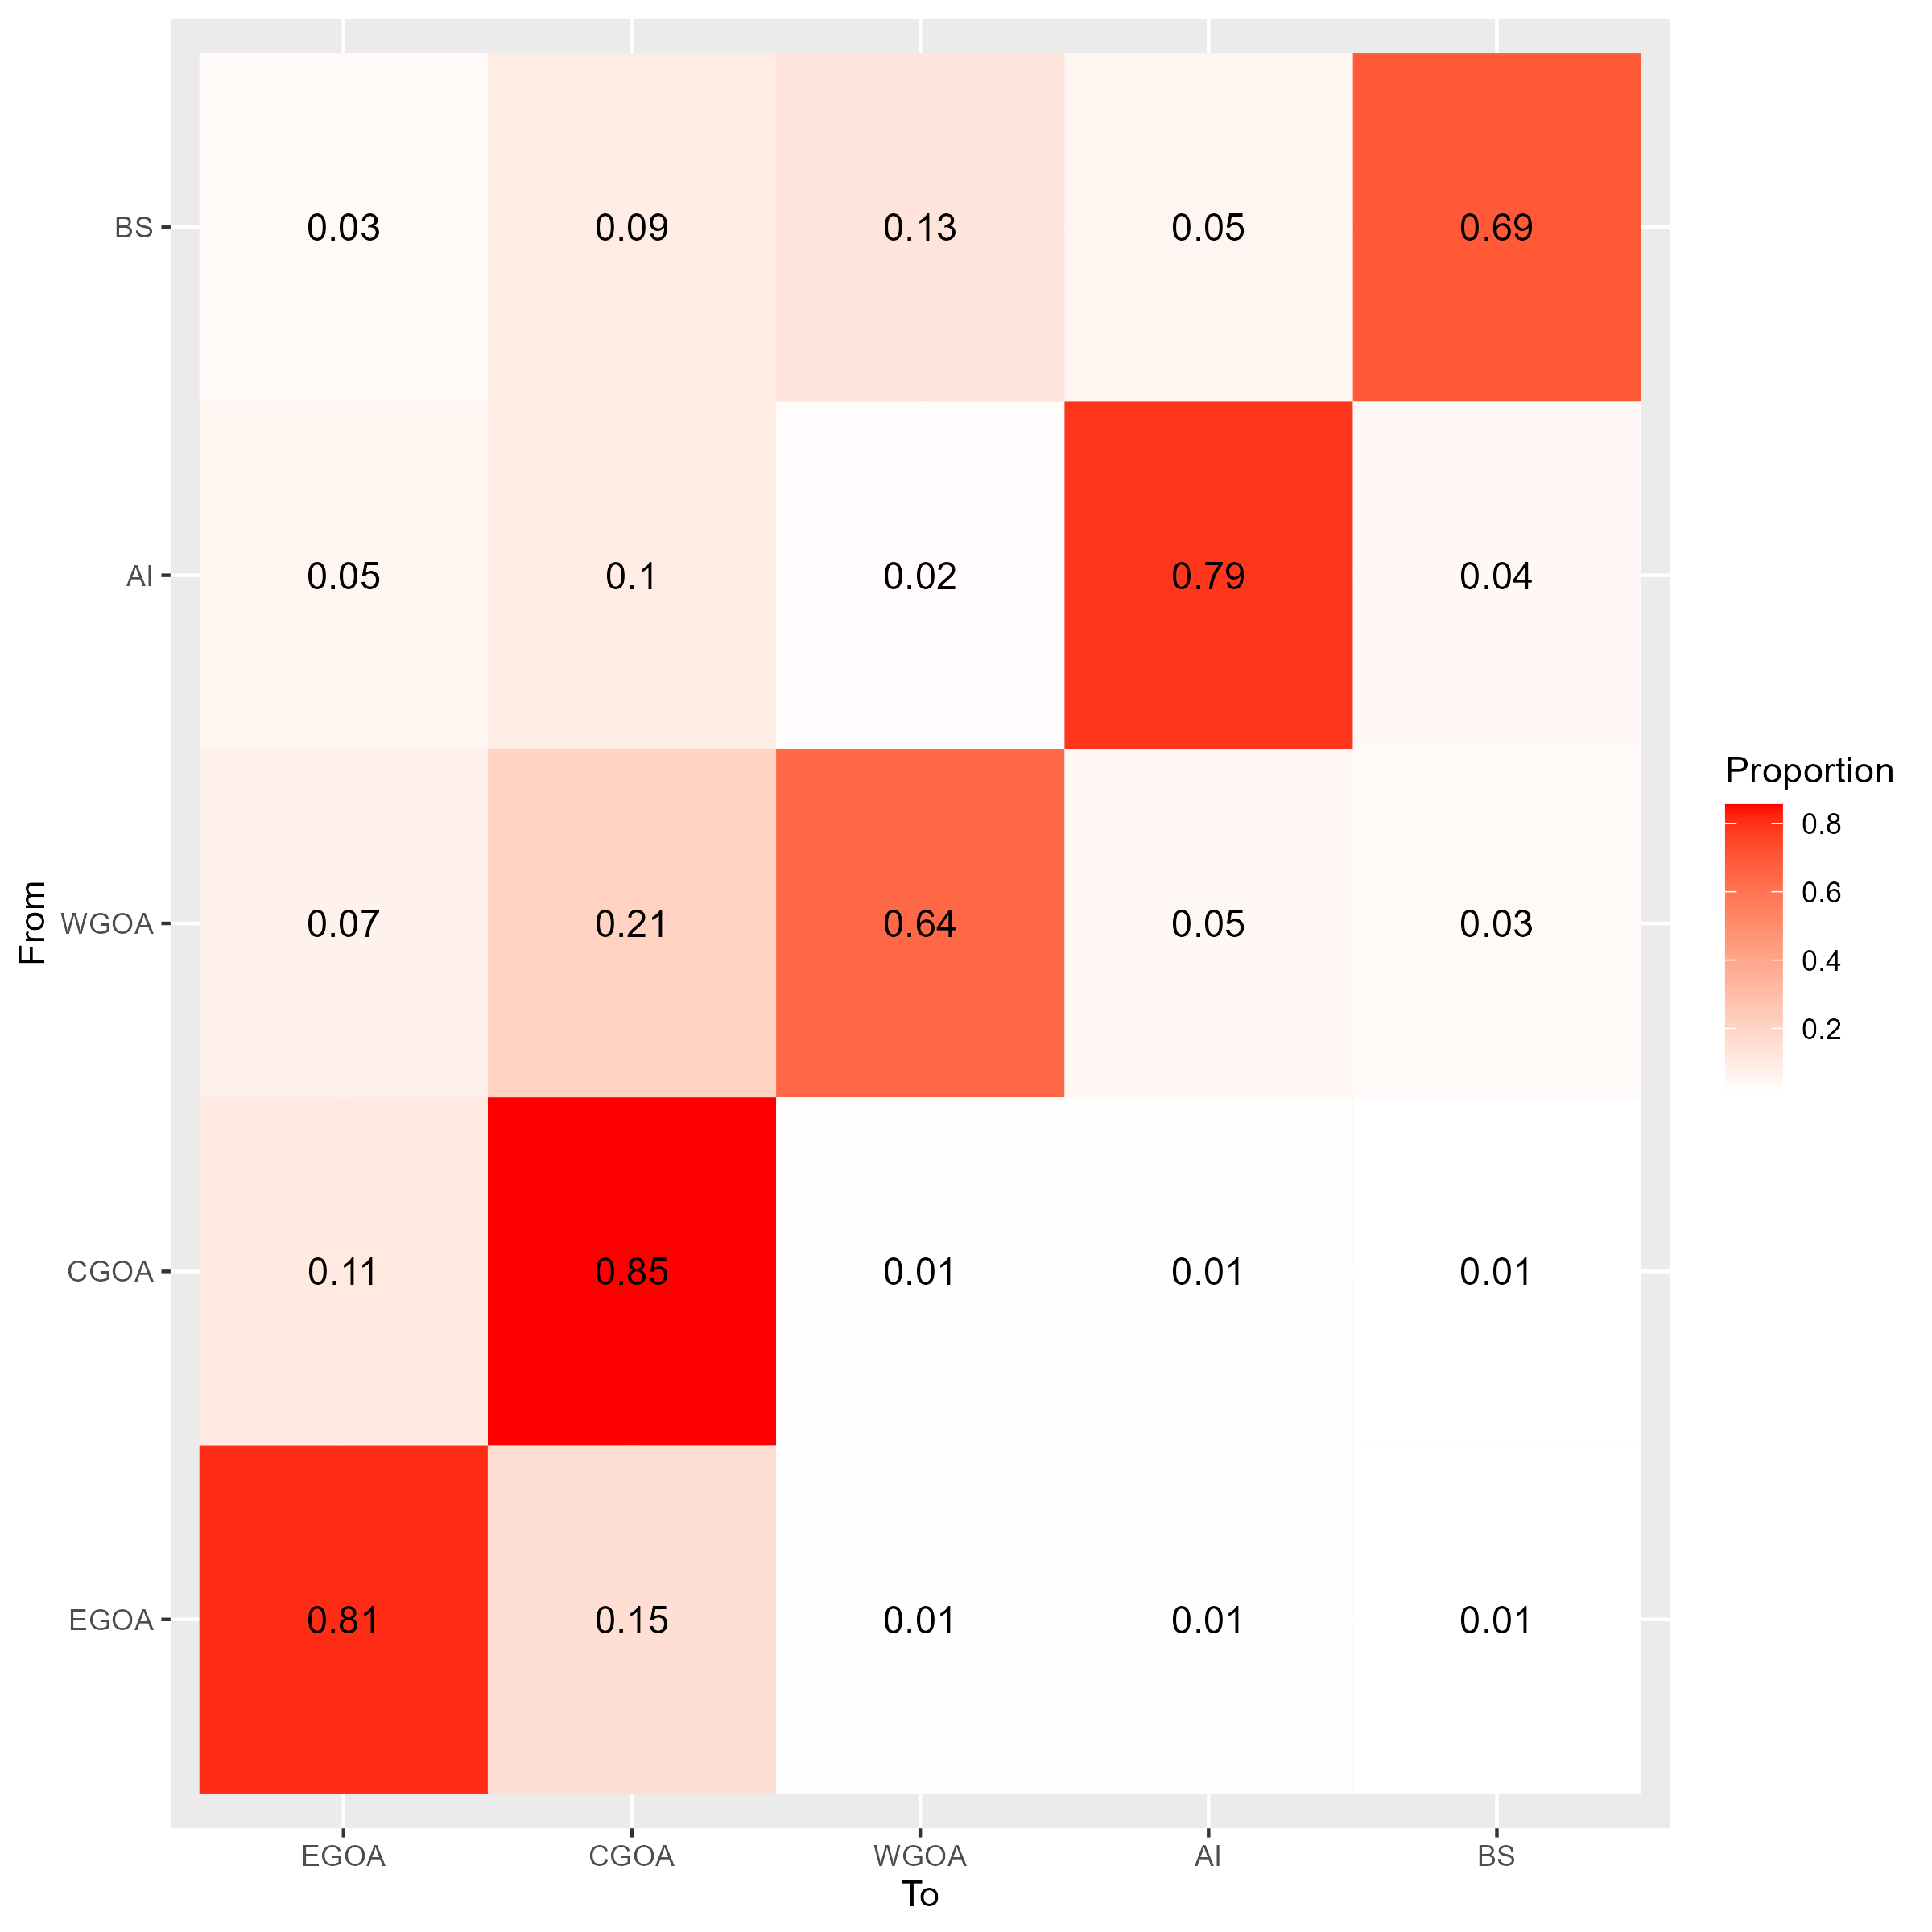 BS 0.03 0.09 0.13 0.05 0.69
AI 0.05 0.1 0.02 0.79 0.04
WGOA 0.07 0.21 0.64 0.05 0.03
CGOA 0.11 0.85 0.01 0.01 0.01
EGOA 0.81 0.15 0.01 0.01 0.01
EGOA CGOA WGOA AI BS
To
From
Proportion
0.8
0.6
0.4
0.2